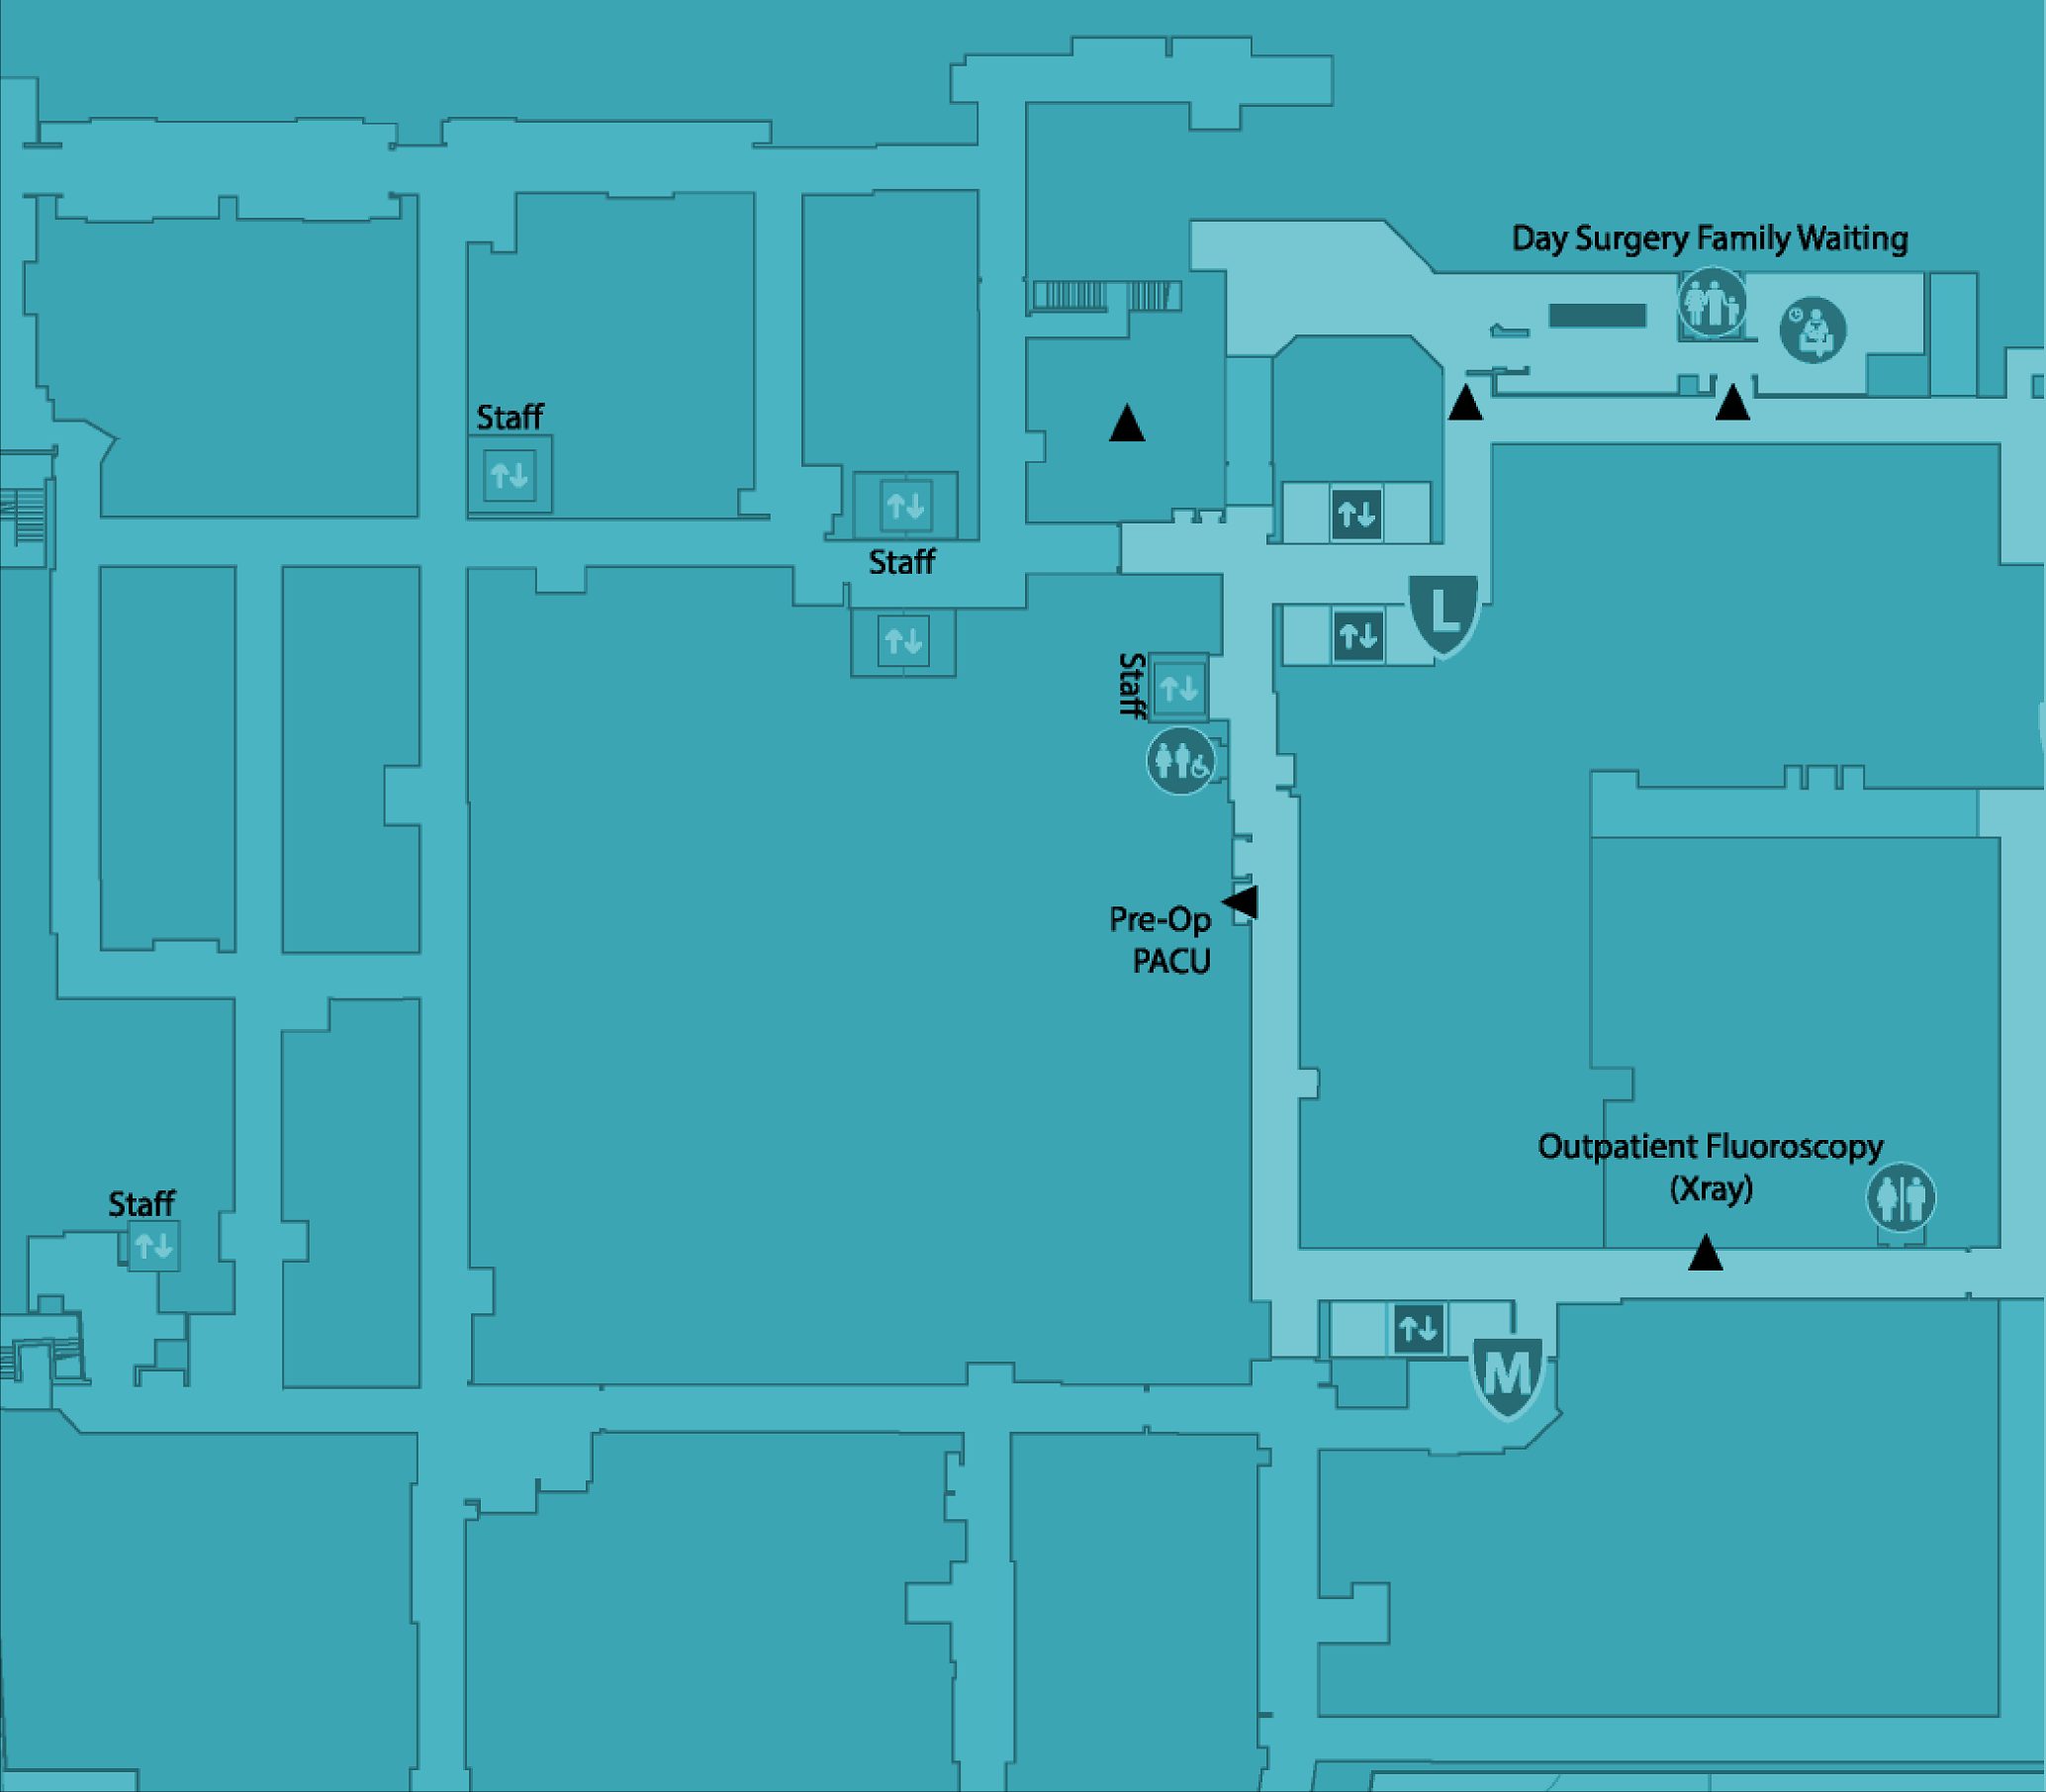 Day Surgery Family Waiting
Staff
Staff
L
Staff
Pre-Op
PACU
Outpatient Fluoroscopy
(Xray)
Staff
M